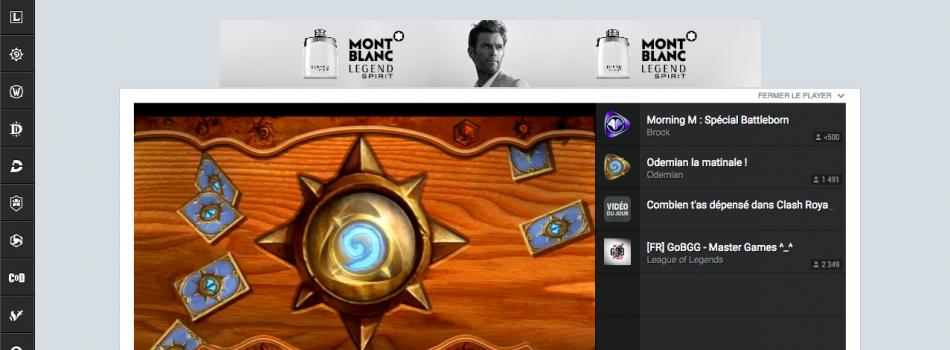 MONT
BLANC
LEGEND
SPIRIT
MONT
BLANC
LEGEND
SPIRIT
FERMER LE PLAYER
L
W
D
CoD
Morning M : Spécial Battleborn
Brock
<500
Odemian la matinale !
Odemian
1 491
VIDÉO
DU JOUR
Combien t'as dépensé dans Clash Roya...
[FR] GoBGG - Master Games ^_^
League of Legends
2 349